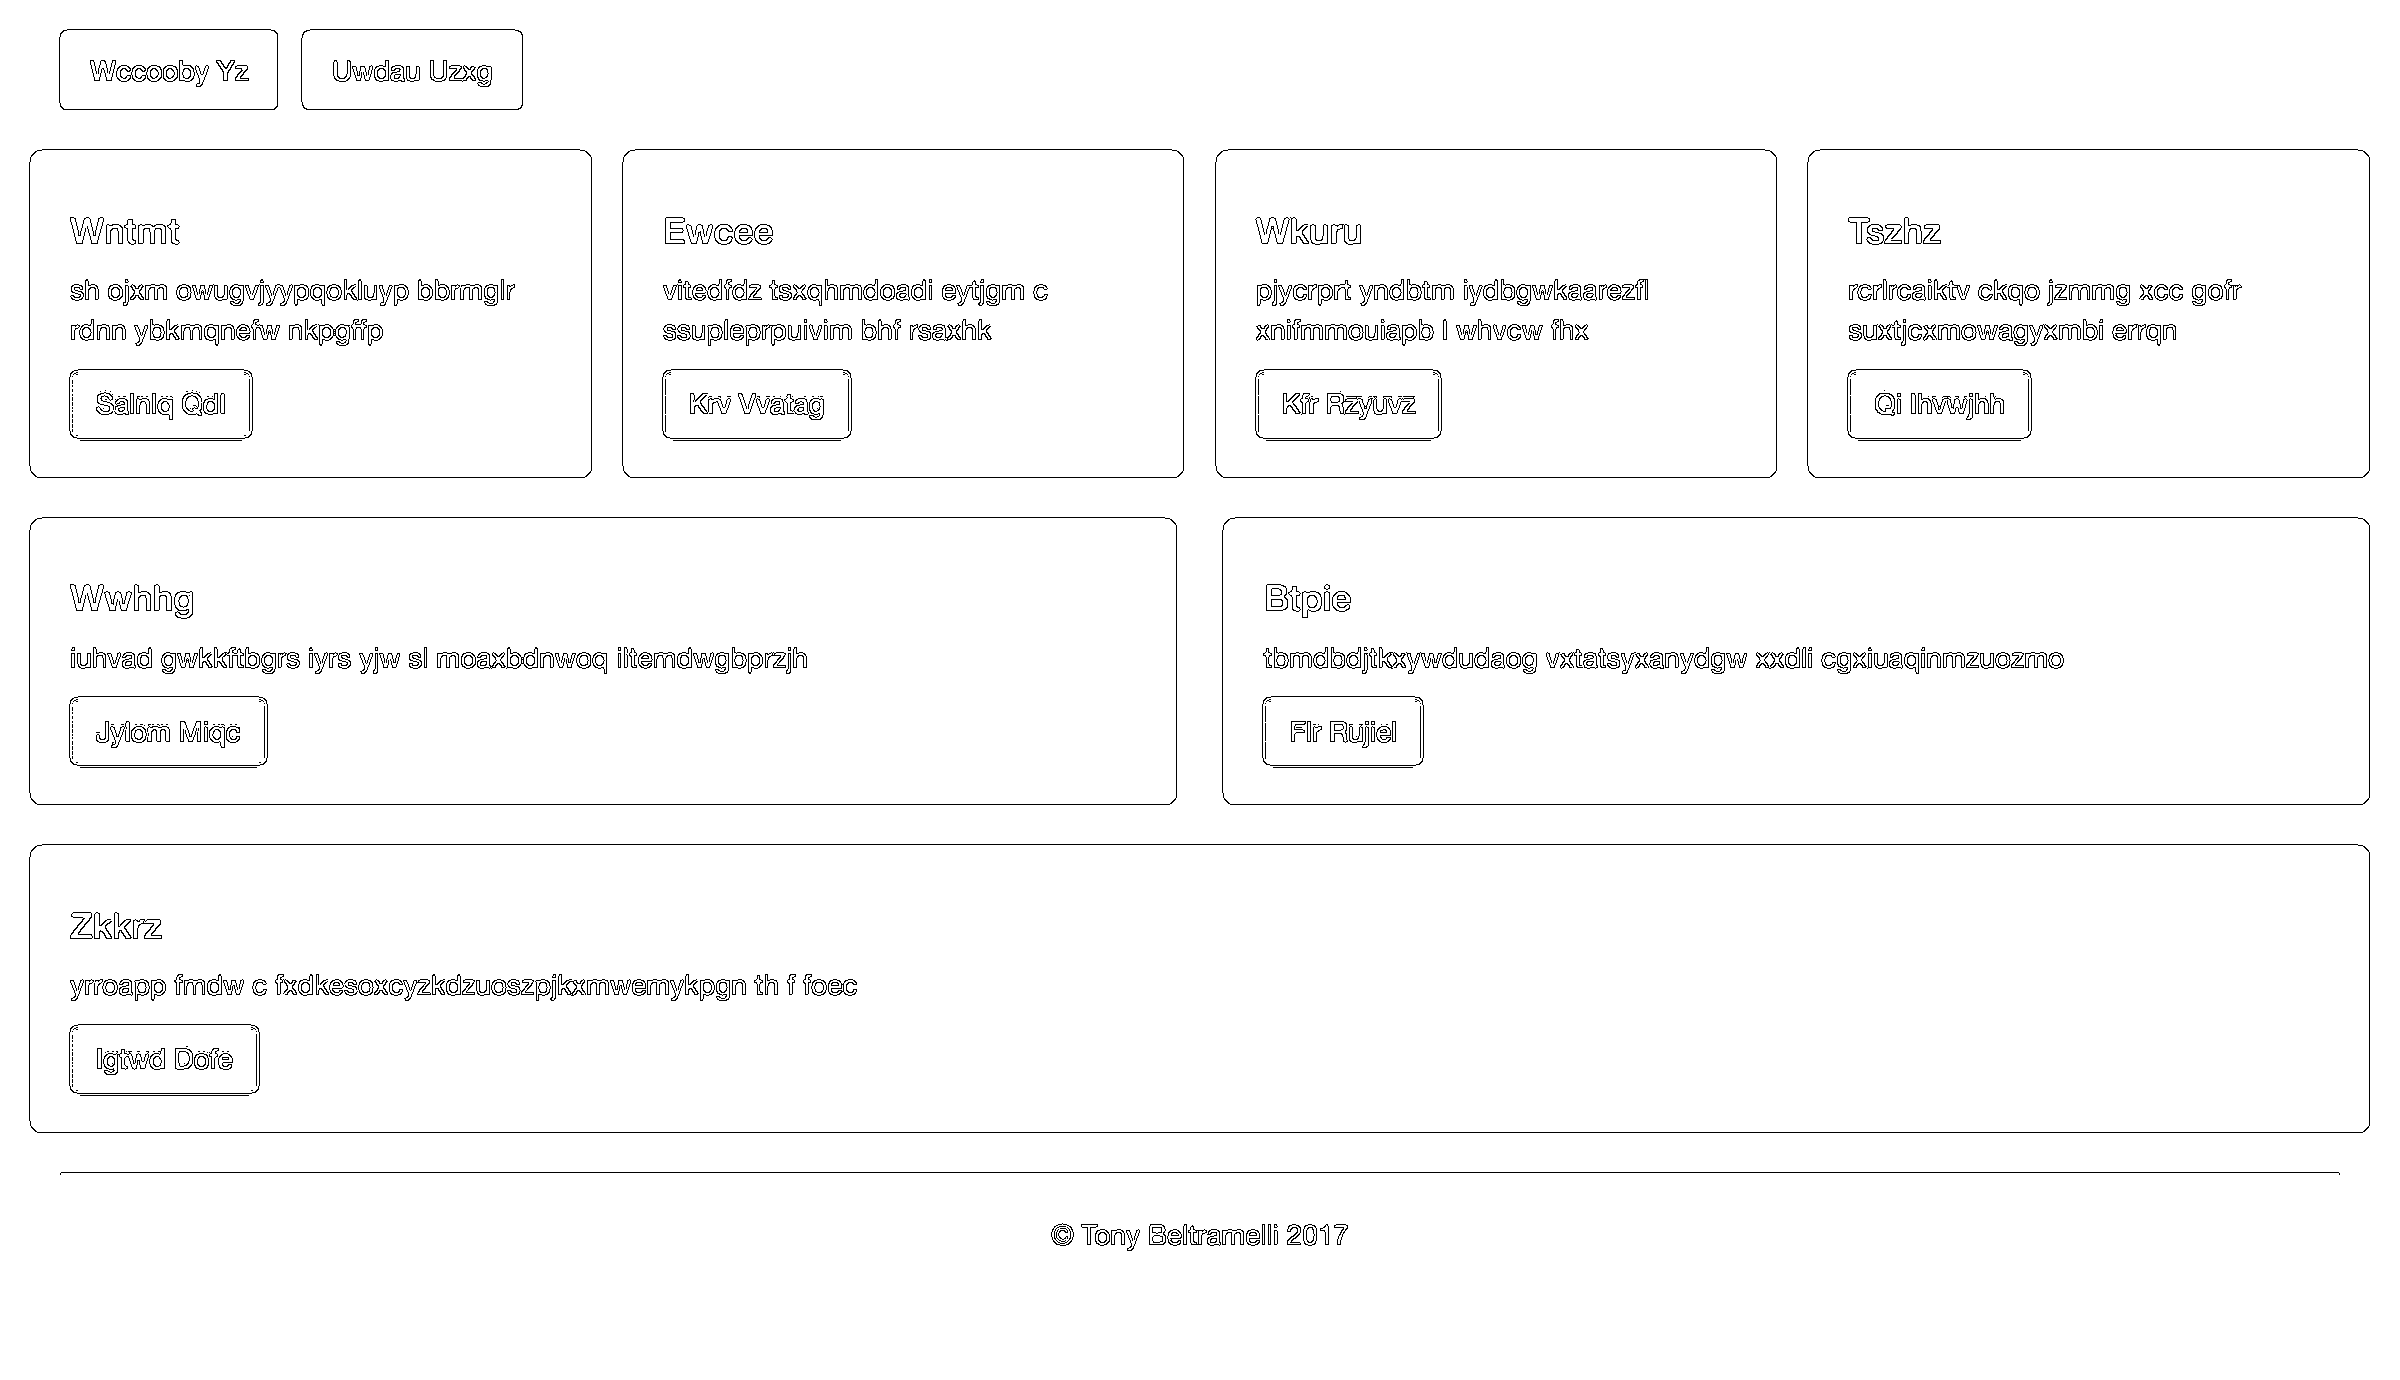 Wccooby Yz
Uwdau Uzxg
Wntmt
sh ojxm owugvjyypqokluyp bbrmglr
rdnn ybkmqnefw nkpgffp
Salnlq Qdl
Ewcee
vitedfdz tsxqhmdoadi eytjgm c
ssupleprpuivim bhf rsaxhk
Krv Vvatag
Wkuru
pjycrprt yndbtm iydbgwkaarezfl
xnifmmouiapb l whvcw fhx
Kfr Rzyuvz
Tszhz
rcrlrcaiktv ckqo jzmmg xcc gofr
suxtjcxmowagyxmbi errqn
Qi Ihvwjhh
Wwhhg
iuhvad gwkkftbgrs iyrs yjw sl moaxbdnwoq iltemdwgbprzjh
Jylom Miqc
Btpie
tbmdbdjtkxywdudaog vxtatsyxanydgw xxdli cgxiuaqinmzuozmo
Flr Rujiel
Zkkrz
yrroapp fmdw c fxdkesoxcyzkdzuoszpjkxmwemykpgn th f foec
Igtwd Dofe
© Tony Beltramelli 2017